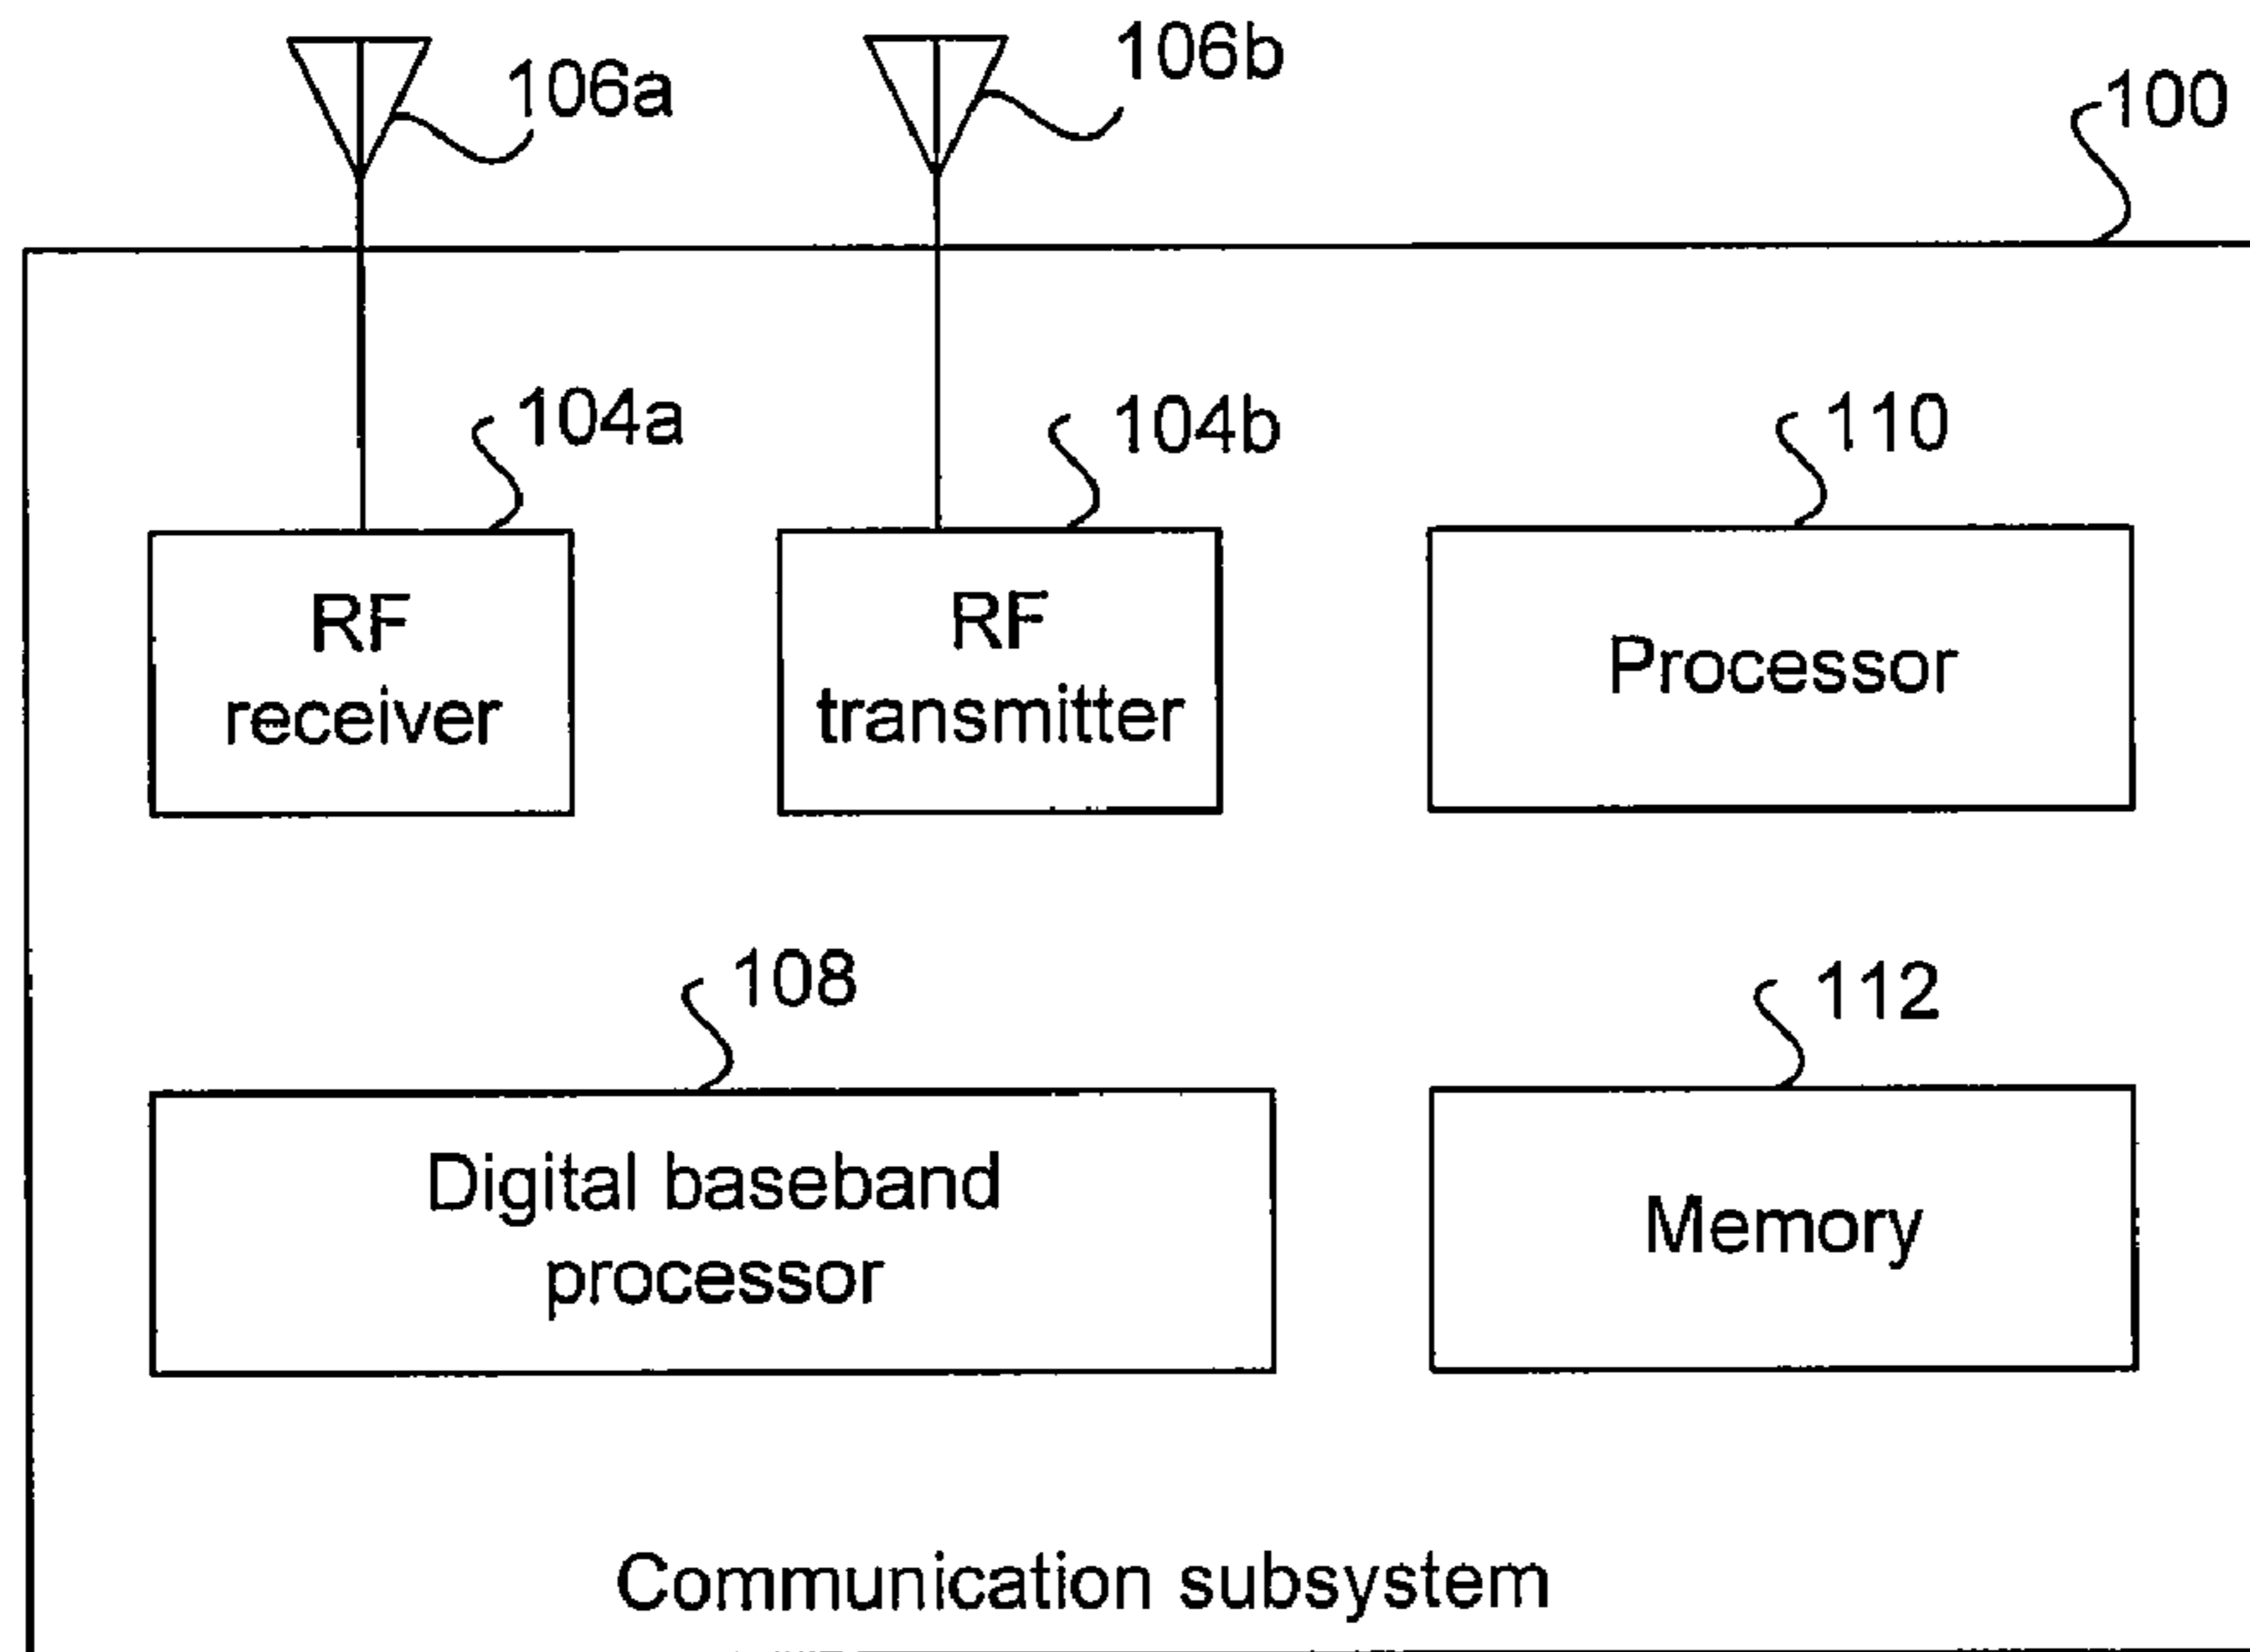 106a
106b
100
104a
104b
110
RF
receiver
RF
transmitter
Processor
108
112
Digital baseband
processor
Memory
Communication subsystem